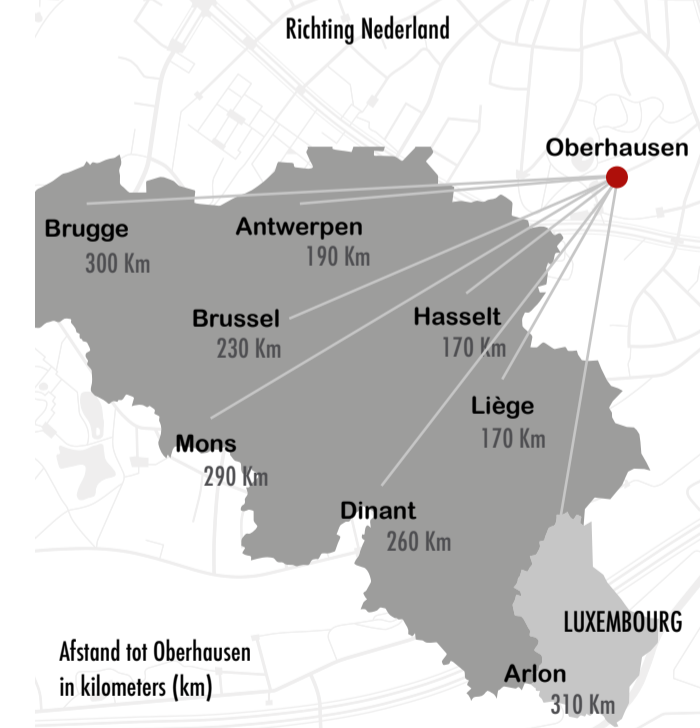 Richting Nederland
Oberhausen
Brugge
300 Km
Antwerpen
190 Km
Brussel
230 Km
Hasselt
170 Km
Liège
170 Km
Mons
290 Km
Dinant
260 Km
LUXEMBOURG
Afstand tot Oberhausen
in kilometers (km)
Arlon
310 Km